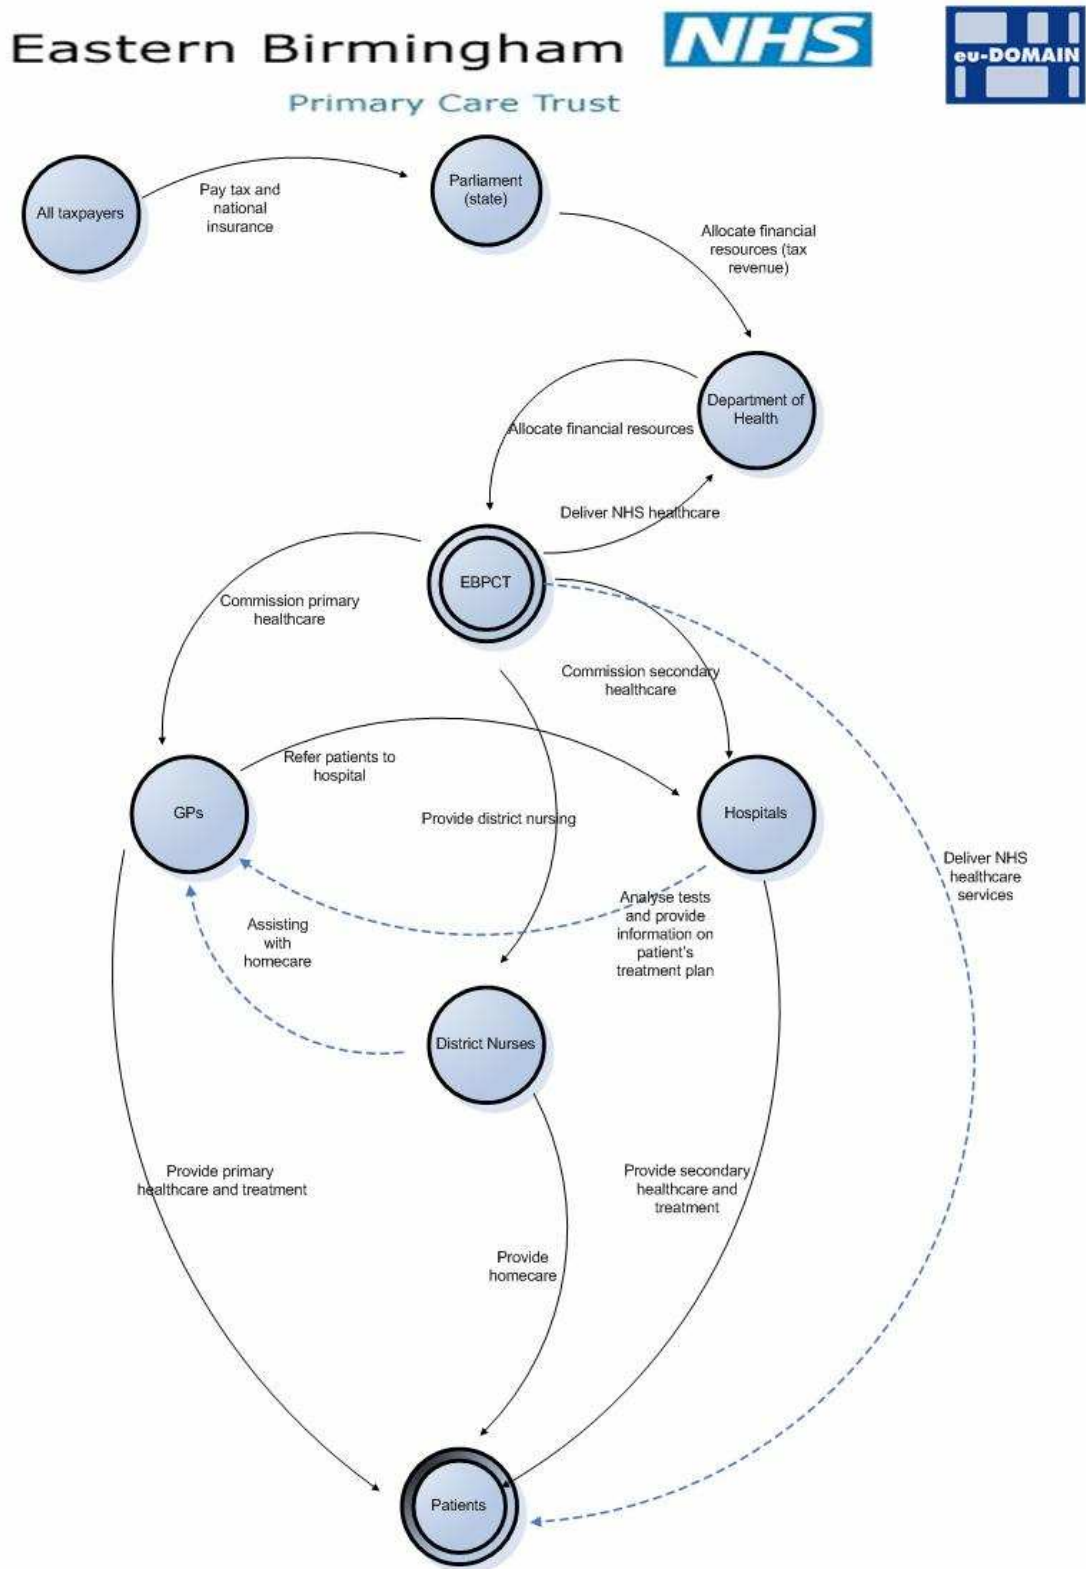 Eastern Birmingham
NHS
eu-DOMAIN
Primary Care Trust
All taxpayers
Pay tax and
national
insurance
Parliament
(state)
Allocate financial
resources (tax
revenue)
Department of
Health
Allocate financial resources
Deliver NHS healthcare
EBPCT
Commission primary
healthcare
Commission secondary
healthcare
Refer patients to
hospital
GPs
Provide district nursing
Hospitals
Deliver NHS
healthcare
services
Assisting
with
homecare
Analyse tests
and provide
information on
patient's
treatment plan
District Nurses
Provide primary
healthcare and treatment
Provide secondary
healthcare and
treatment
Provide
homecare
Patients